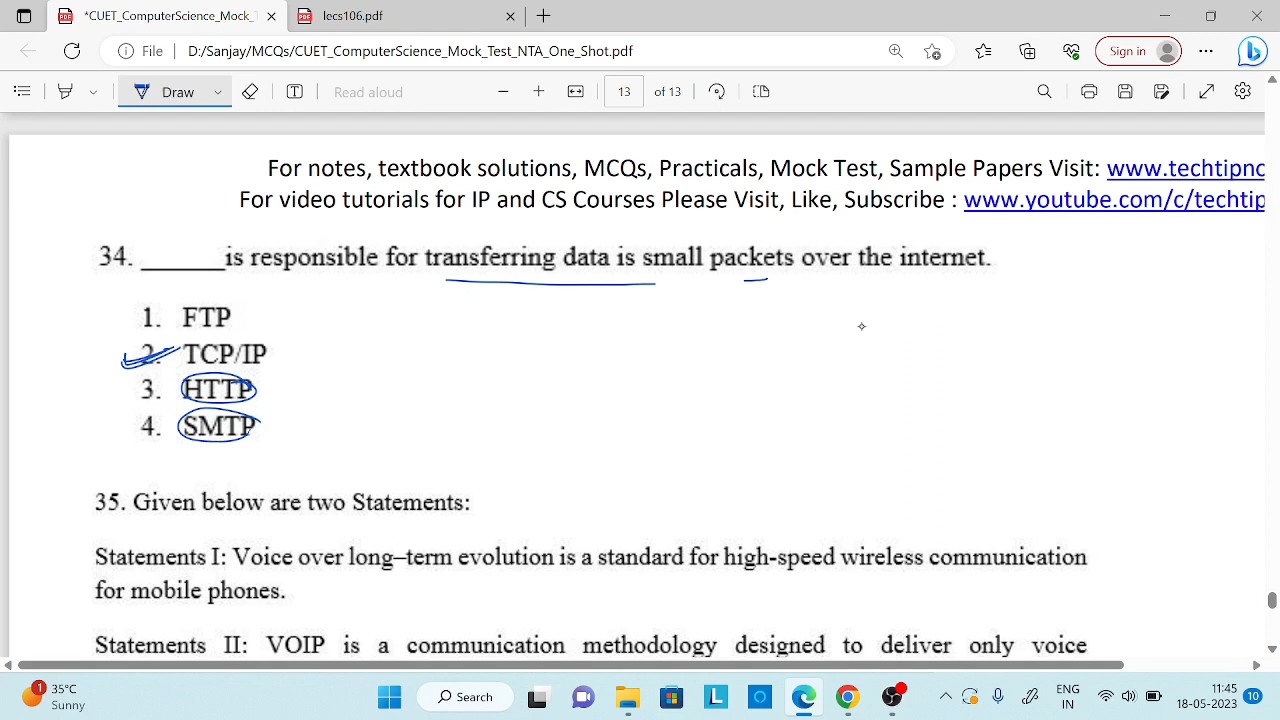 *CUET_ComputerScience_Mock_T
lecs106.pdf
File
D:/Sanjay/MCQs/CUET_ComputerScience_Mock_Test_NTA_One_Shot.pdf
Sign in
Draw
Read aloud
13
of 13
For notes, textbook solutions, MCQs, Practicals, Mock Test, Sample Papers Visit: www.techtipno
For video tutorials for IP and CS Courses Please Visit, Like, Subscribe : www.youtube.com/c/techtip
34. ______is responsible for transferring data is small packets over the internet.
1. FTP
2. TCP/IP
3. HTTP
4. SMTP
35. Given below are two Statements:
Statements I: Voice over long–term evolution is a standard for high-speed wireless communication
for mobile phones.
Statements II: VOIP is a communication methodology designed to deliver only voice
1
35°C
Sunny
Search
L
ENG
IN
11:45
18-05-2023
10